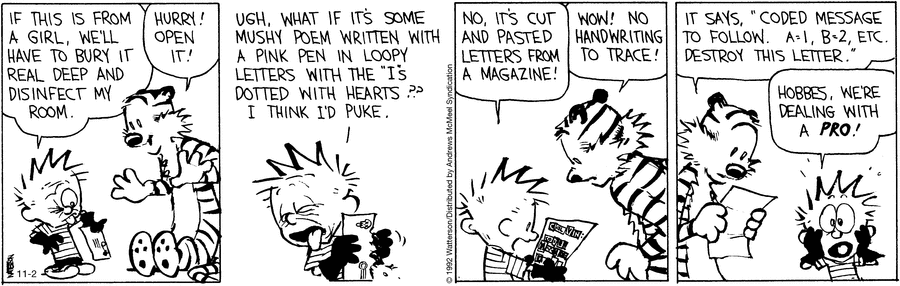 IF THIS IS FROM
A GIRL, WE'LL
HAVE TO BURY IT
REAL DEEP AND
DISINFECT MY
ROOM.
HURRY!
OPEN
IT!
11-2
UGH, WHAT IF IT'S SOME
MUSHY POEM WRITTEN WITH
A PINK PEN IN LOOPY
LETTERS WITH THE "I'S
DOTTED WITH HEARTS??
I THINK I'D PUKE.
© 1992 Watterson/Distributed by Andrews McMeel Syndication
NO, IT'S CUT
AND PASTED
LETTERS FROM
A MAGAZINE!
WOW! NO
HANDWRITING
TO TRACE!
CALVIN:
IT SAYS, "CODED MESSAGE
TO FOLLOW. A=1, B=2, ETC.
DESTROY THIS LETTER."
HOBBES, WE'RE
DEALING WITH
A PRO!